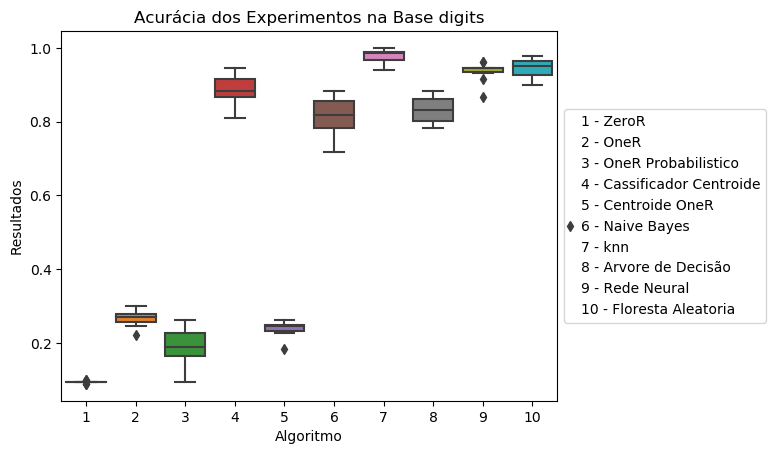 Acurácia dos Experimentos na Base digits
Resultados
1.0
0.8
0.6
0.4
0.2
1 2 3 4 5 6 7 8 9 10
Algoritmo
1 - ZeroR
2 - OneR
3 - OneR Probabilistico
4 - Cassificador Centroide
5 - Centroide OneR
6 - Naive Bayes
7 - knn
8 - Arvore de Decisão
9 - Rede Neural
10 - Floresta Aleatoria